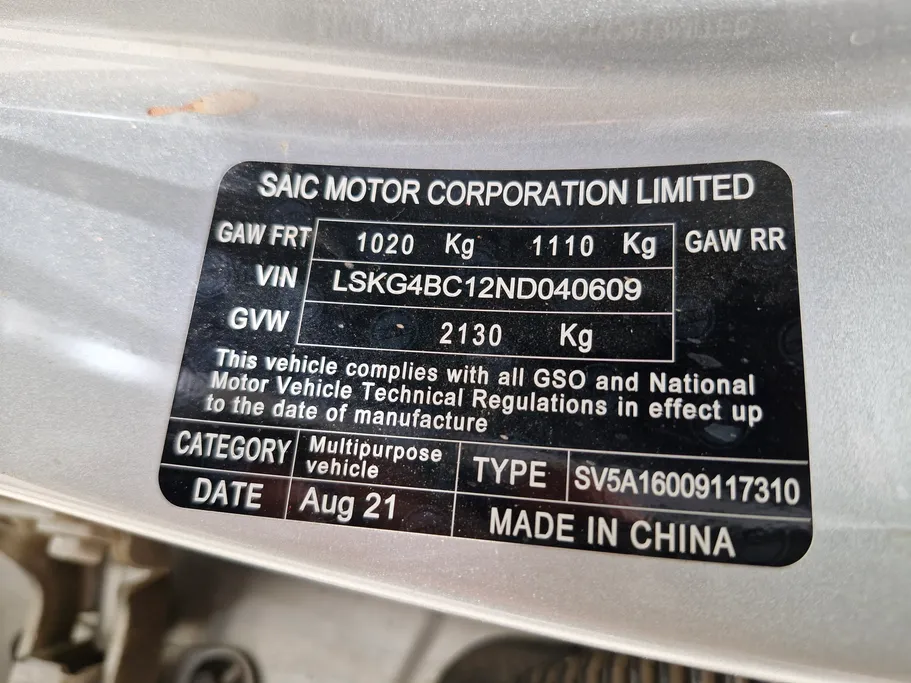 SAIC MOTOR CORPORATION LIMITED
GAW FRT 1020 Kg 1110 Kg GAW RR
VIN LSKG4BC12ND040609
GVW 2130 Kg
This vehicle complies with all GSO and National
Motor Vehicle Technical Regulations in effect up
to the date of manufacture
CATEGORY Multipurpose vehicle TYPE SV5A16009117310
DATE Aug 21 MADE IN CHINA